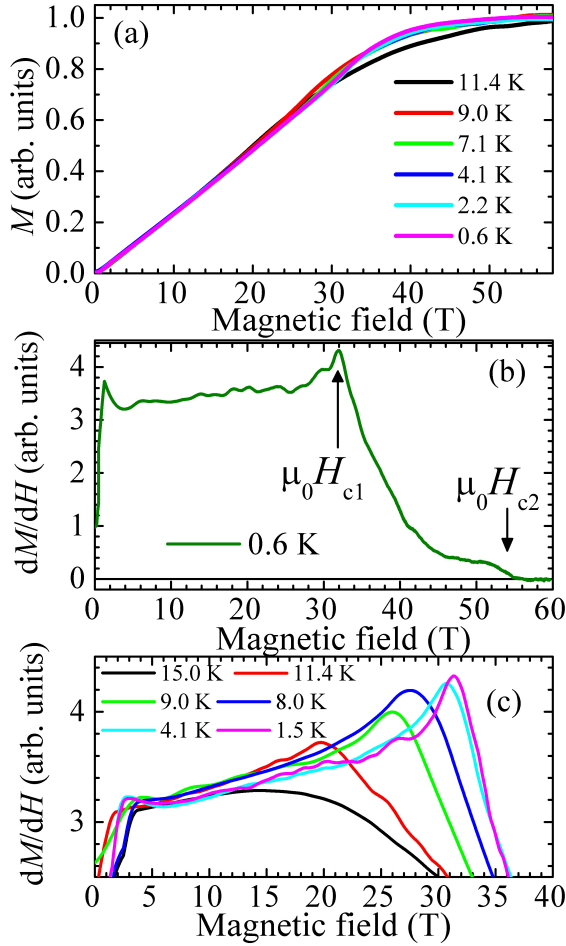 (a)
M (arb. units)
1.0
0.8
0.6
0.4
0.2
0.0
11.4 K
9.0 K
7.1 K
4.1 K
2.2 K
0.6 K
0 10 20 30 40 50
Magnetic field (T)
(b)
dM/dH (arb. units)
4
3
2
1
0
μ0Hc1
μ0Hc2
0.6 K
0 10 20 30 40 50 60
Magnetic field (T)
(c)
dM/dH (arb. units)
4
3
15.0 K 11.4 K
9.0 K 8.0 K
4.1 K 1.5 K
0 5 10 15 20 25 30 35 40
Magnetic field (T)